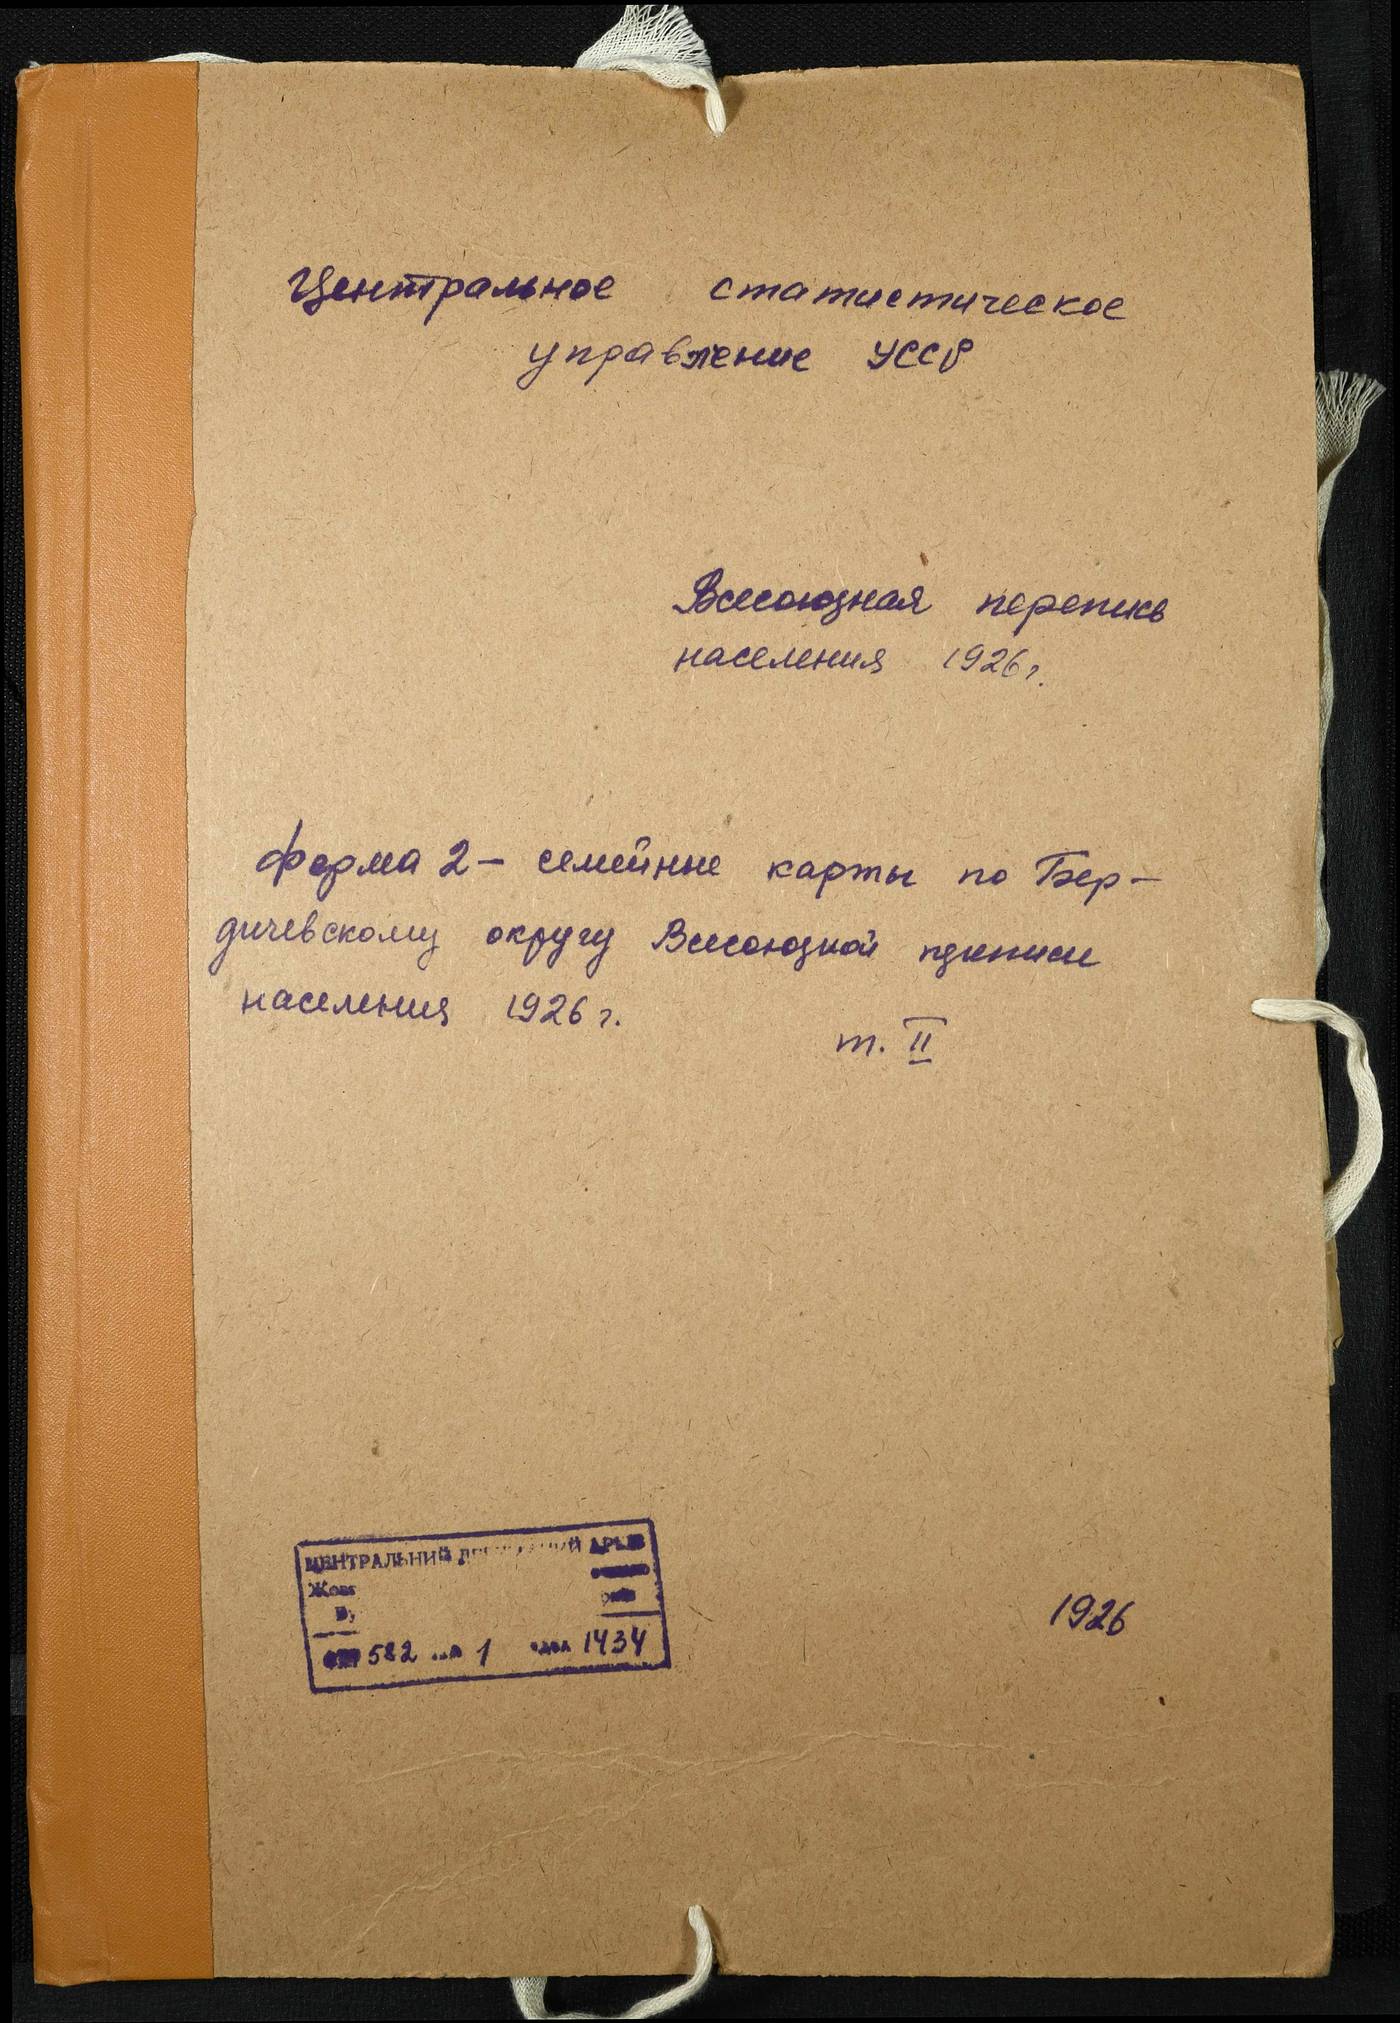 Центральное статистическое
управление УССР
Всесоюзная перепись
населения 1926 г.
Форма 2 - семейные карты по Бер-
дичевскому округу Всесоюзной переписи
населения 1926 г.
т. II
ЦЕНТРАЛЬНИЙ АРХІВ
582 1 1434
1926